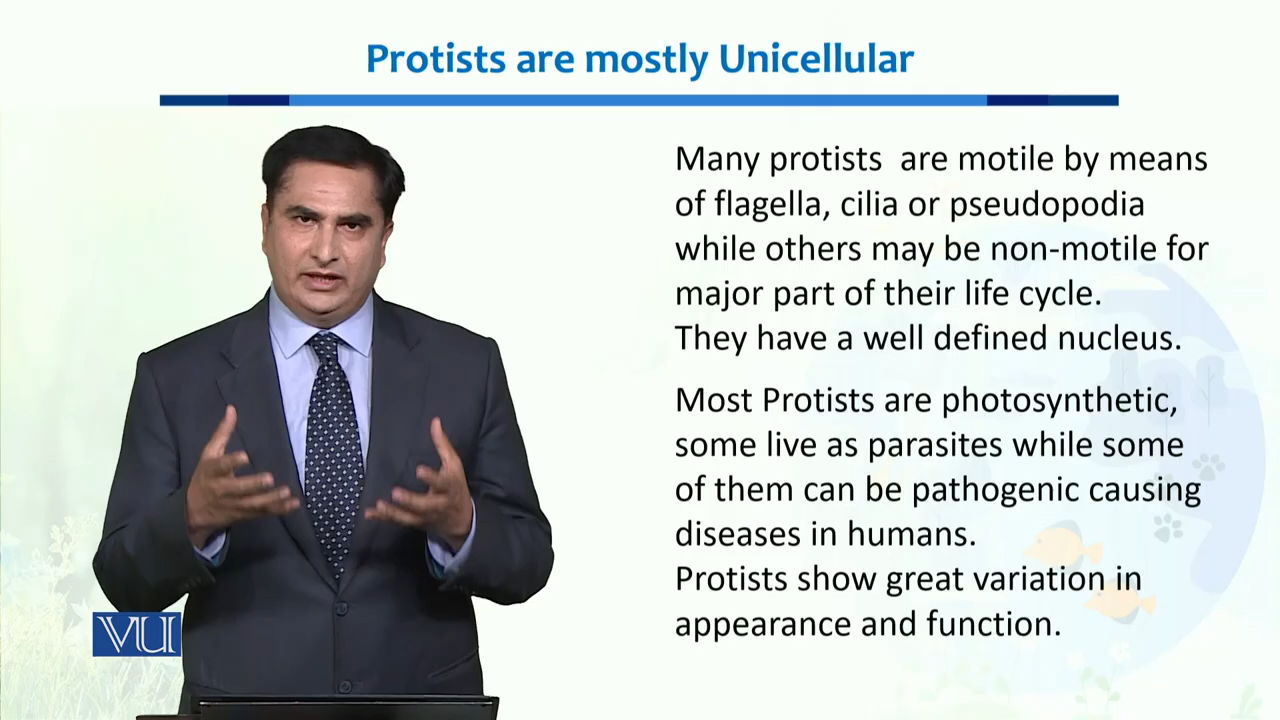 Protists are mostly Unicellular
Many protists are motile by means
of flagella, cilia or pseudopodia
while others may be non-motile for
major part of their life cycle.
They have a well defined nucleus.
Most Protists are photosynthetic,
some live as parasites while some
of them can be pathogenic causing
diseases in humans.
Protists show great variation in
appearance and function.
VU